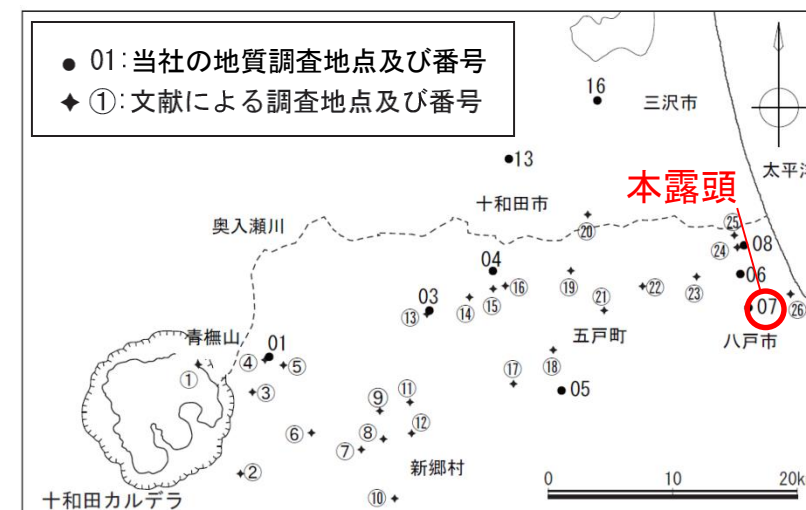 ● 01:当社の地質調査地点及び番号
✦ ①:文献による調査地点及び番号
16
三沢市
13
太平洋
本露頭
十和田市
奥入瀬川
⑳
㉕
㉔
08
04
06
⑯
⑮
⑭
⑲
㉒
㉓
㉑
03
⑬
07
㉖
青橅山
01
五戸町
八戸市
①
④
⑤
③
⑰
⑱
05
⑨
⑪
⑥
⑧
⑫
⑦
②
新郷村
⑩
十和田カルデラ
0
10
20k